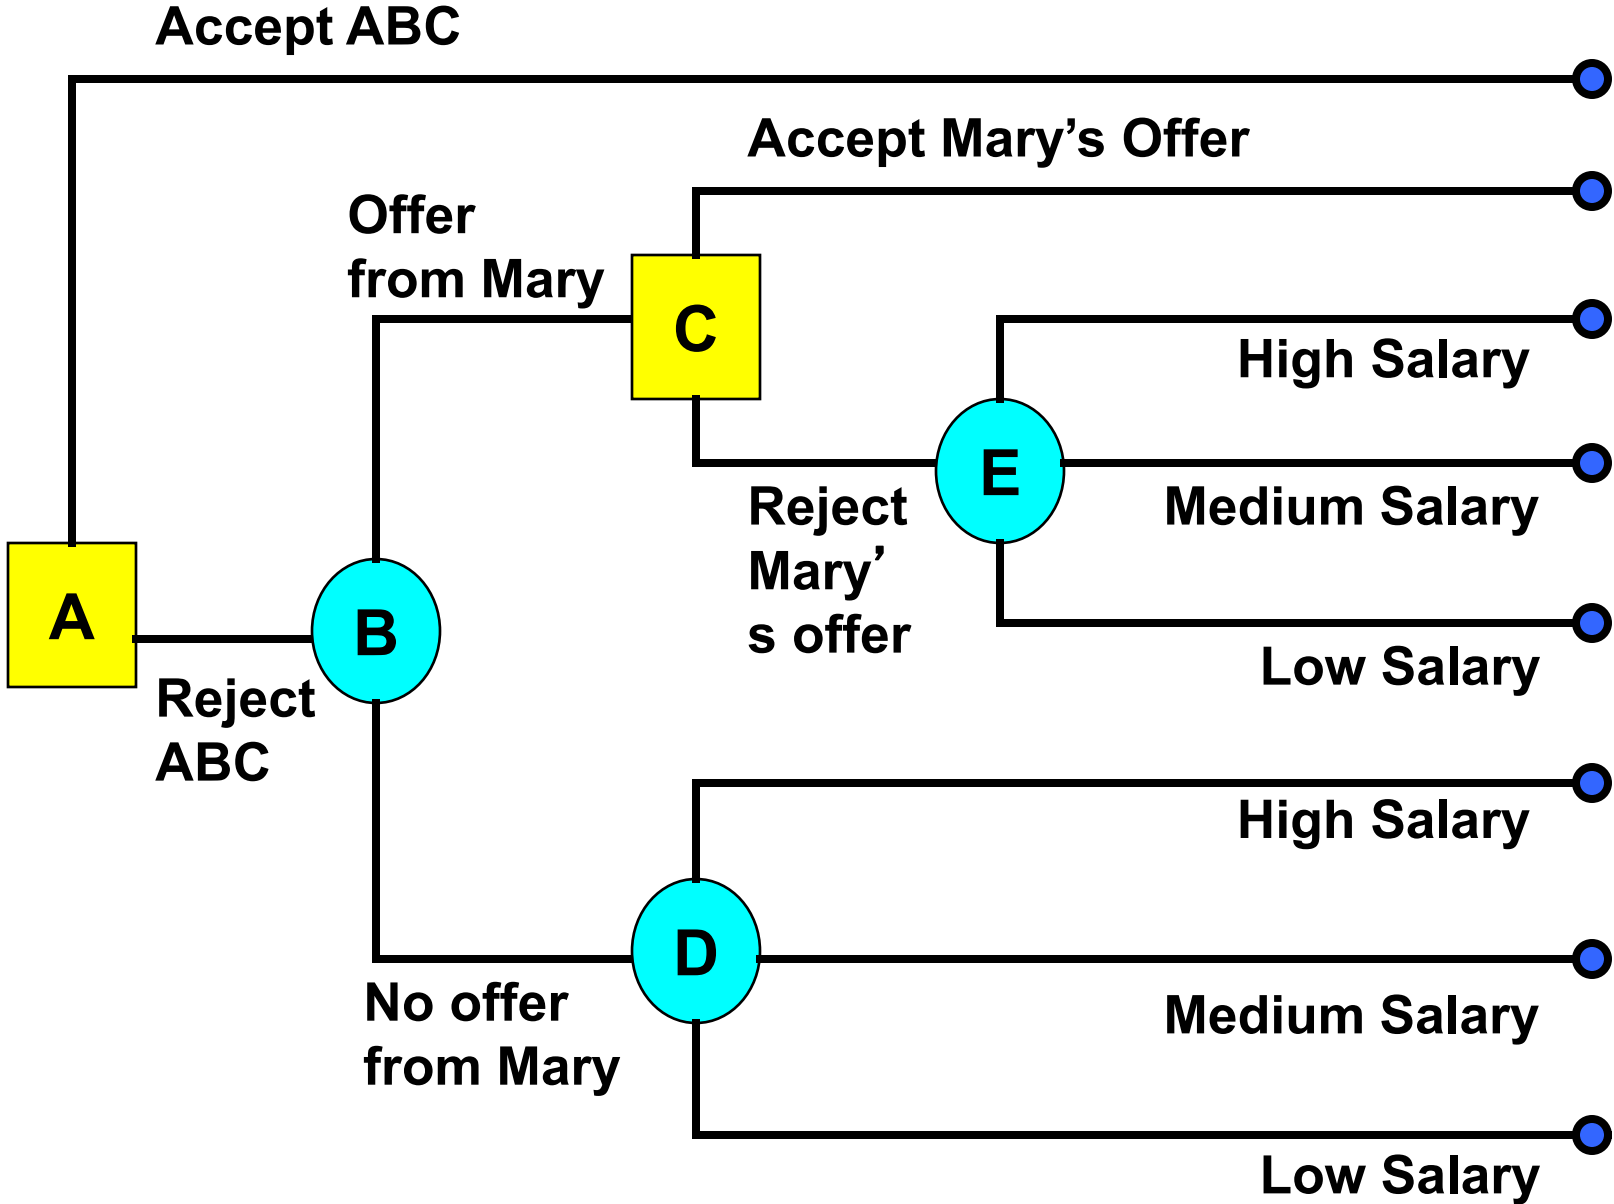 Accept ABC
Accept Mary’s Offer
Offer
from Mary
C
High Salary
E
Medium Salary
Reject
Mary’
s offer
A
B
Low Salary
Reject
ABC
High Salary
D
No offer
from Mary
Medium Salary
Low Salary